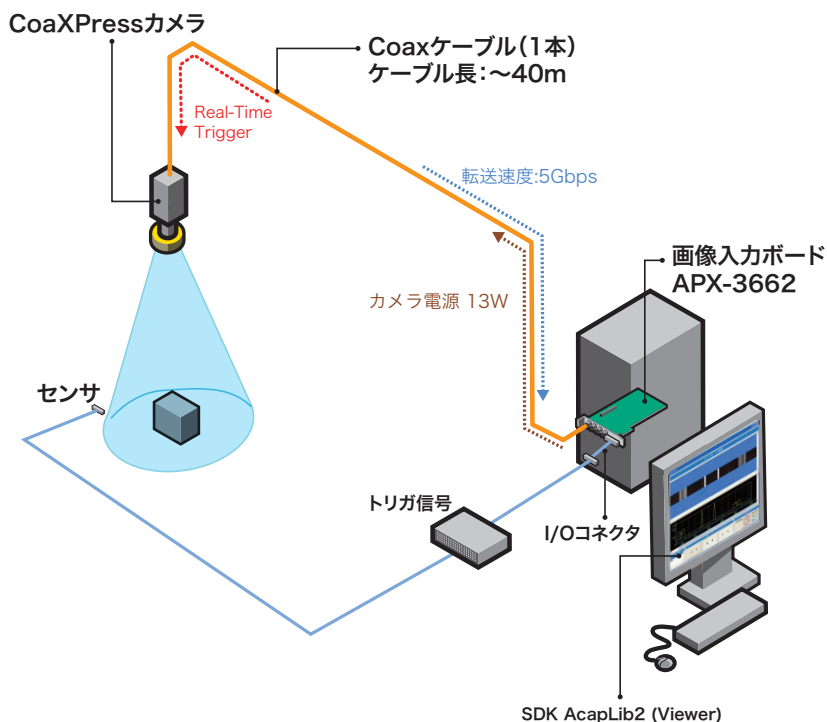 CoaXPressカメラ
Coaxケーブル(1本)
ケーブル長:～40m
Real-Time
Trigger
転送速度:5Gbps
画像入力ボード
APX-3662
カメラ電源 13W
センサ
トリガ信号
I/Oコネクタ
SDK AcapLib2 (Viewer)